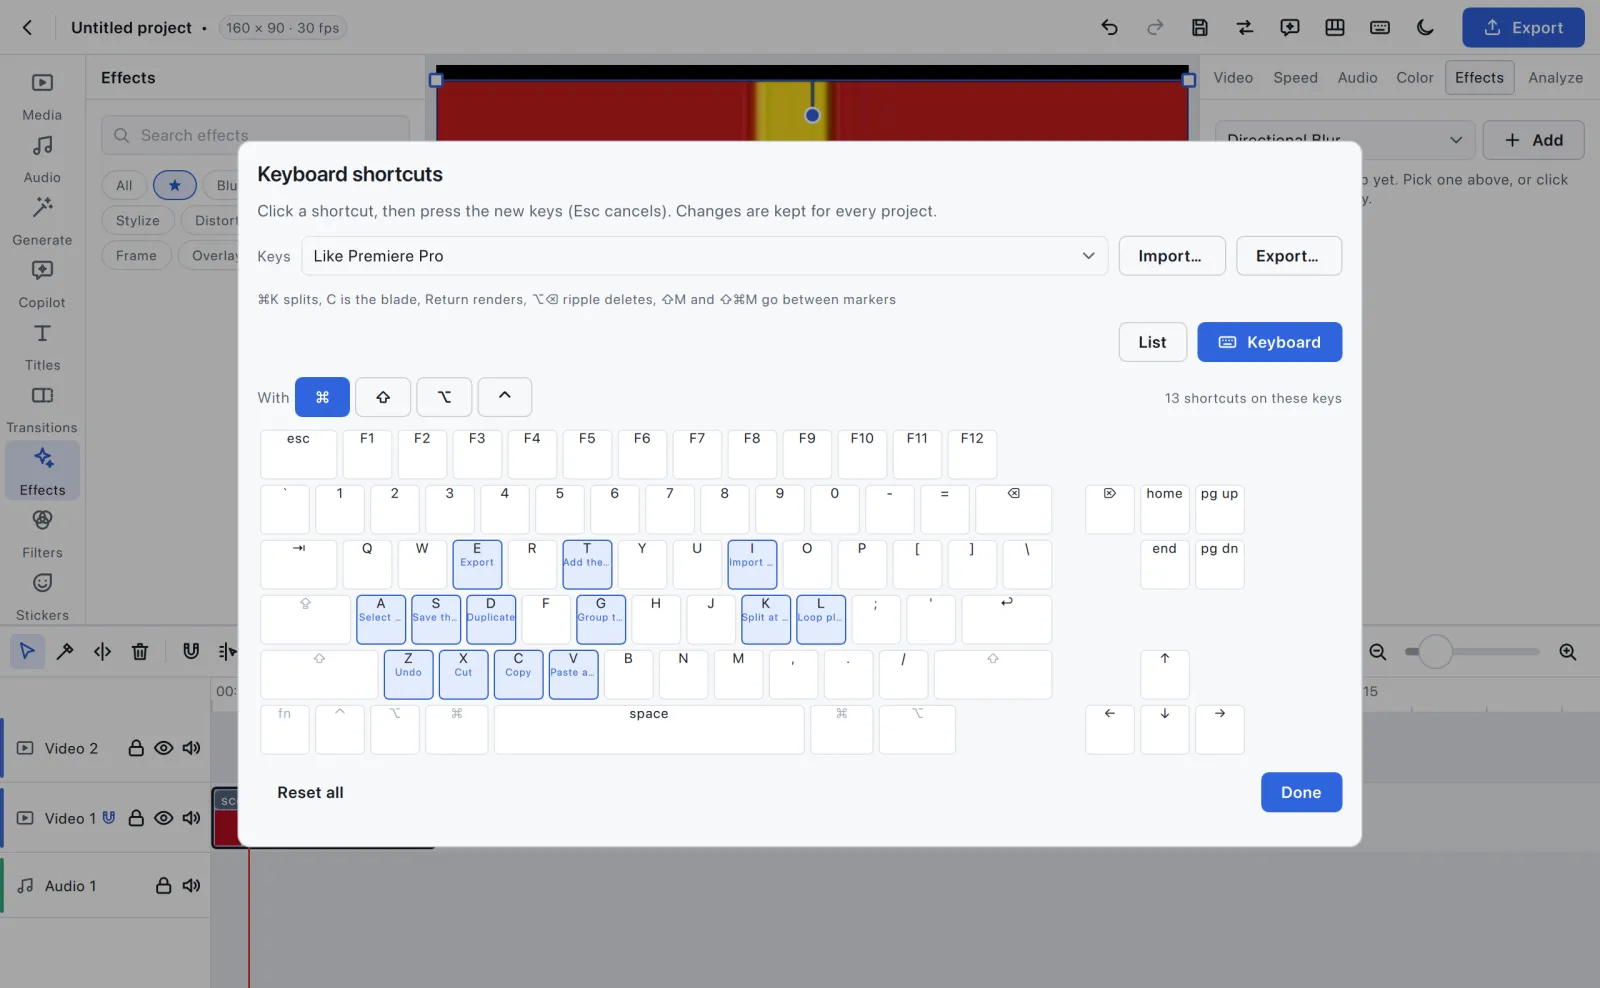 Untitled project • 160 × 90 · 30 fps
Export
Media
Audio
Generate
Copilot
Titles
Transitions
Effects
Filters
Stickers
Effects
Search effects
All ★ Blu
Stylize Distort
Frame Overlay
Video Speed Audio Color Effects Analyze
Directional Blur
+ Add
yet. Pick one above, or click
Keyboard shortcuts
Click a shortcut, then press the new keys (Esc cancels). Changes are kept for every project.
Keys Like Premiere Pro Import... Export...
⌘K splits, C is the blade, Return renders, ⌥⌫ ripple deletes, ⇧M and ⇧⌘M go between markers
List Keyboard
With ⌘ ⇧ ⌥ ^ 13 shortcuts on these keys
esc F1 F2 F3 F4 F5 F6 F7 F8 F9 F10 F11 F12
` 1 2 3 4 5 6 7 8 9 0 - = ⌫ ⌦ home pg up
⇥ Q W E R T Y U I O P [ ] \ end pg dn
Export Add the... Import ...
⇪ A S D F G H J K L ; ' ↩
Select ... Save th... Duplicate Group t... Split at ... Loop pl...
⇧ Z X C V B N M , . / ⇧ ↑
Undo Cut Copy Paste a...
fn ^ ⌥ ⌘ space ⌘ ⌥ ← ↓ →
Reset all Done
00: 15
Video 2
Video 1
sc
Audio 1